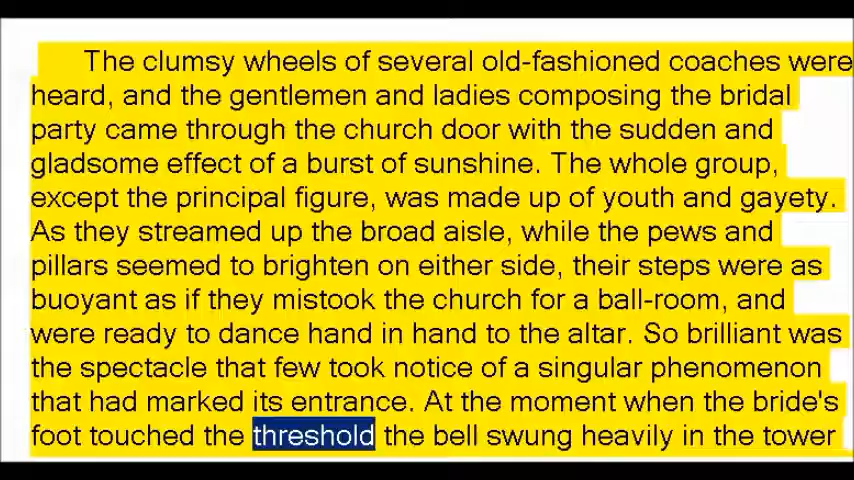 The clumsy wheels of several old-fashioned coaches were
heard, and the gentlemen and ladies composing the bridal
party came through the church door with the sudden and
gladsome effect of a burst of sunshine. The whole group,
except the principal figure, was made up of youth and gayety.
As they streamed up the broad aisle, while the pews and
pillars seemed to brighten on either side, their steps were as
buoyant as if they mistook the church for a ball-room, and
were ready to dance hand in hand to the altar. So brilliant was
the spectacle that few took notice of a singular phenomenon
that had marked its entrance. At the moment when the bride's
foot touched the threshold the bell swung heavily in the tower